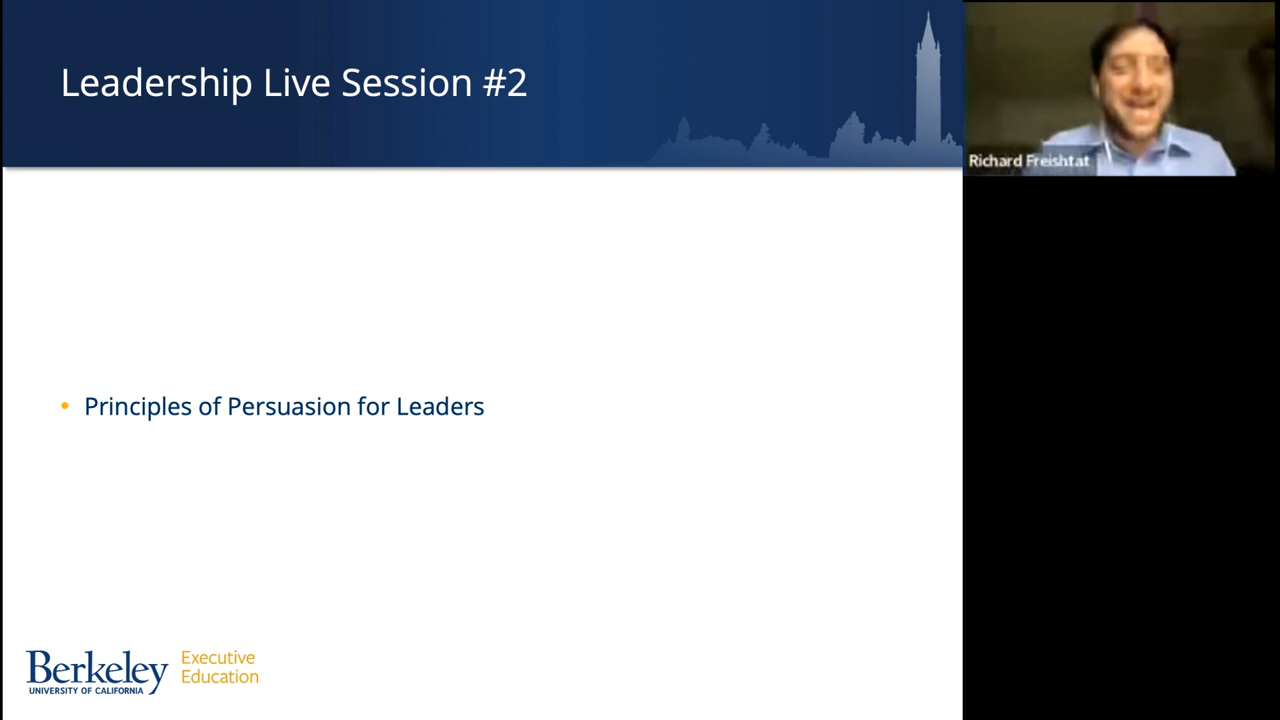 Leadership Live Session #2
Richard Freishtat
• Principles of Persuasion for Leaders
Berkeley
UNIVERSITY OF CALIFORNIA
Executive
Education